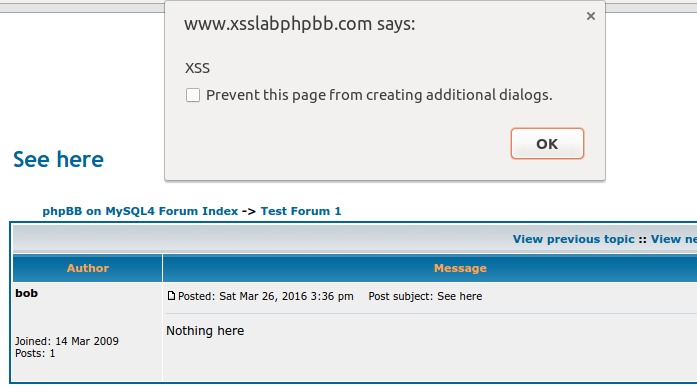 www.xsslabphpbb.com says:
×
XSS
Prevent this page from creating additional dialogs.
OK
See here
phpBB on MySQL4 Forum Index -> Test Forum 1
View previous topic :: View ne
Author Message
bob
Posted: Sat Mar 26, 2016 3:36 pm Post subject: See here
Nothing here
Joined: 14 Mar 2009
Posts: 1